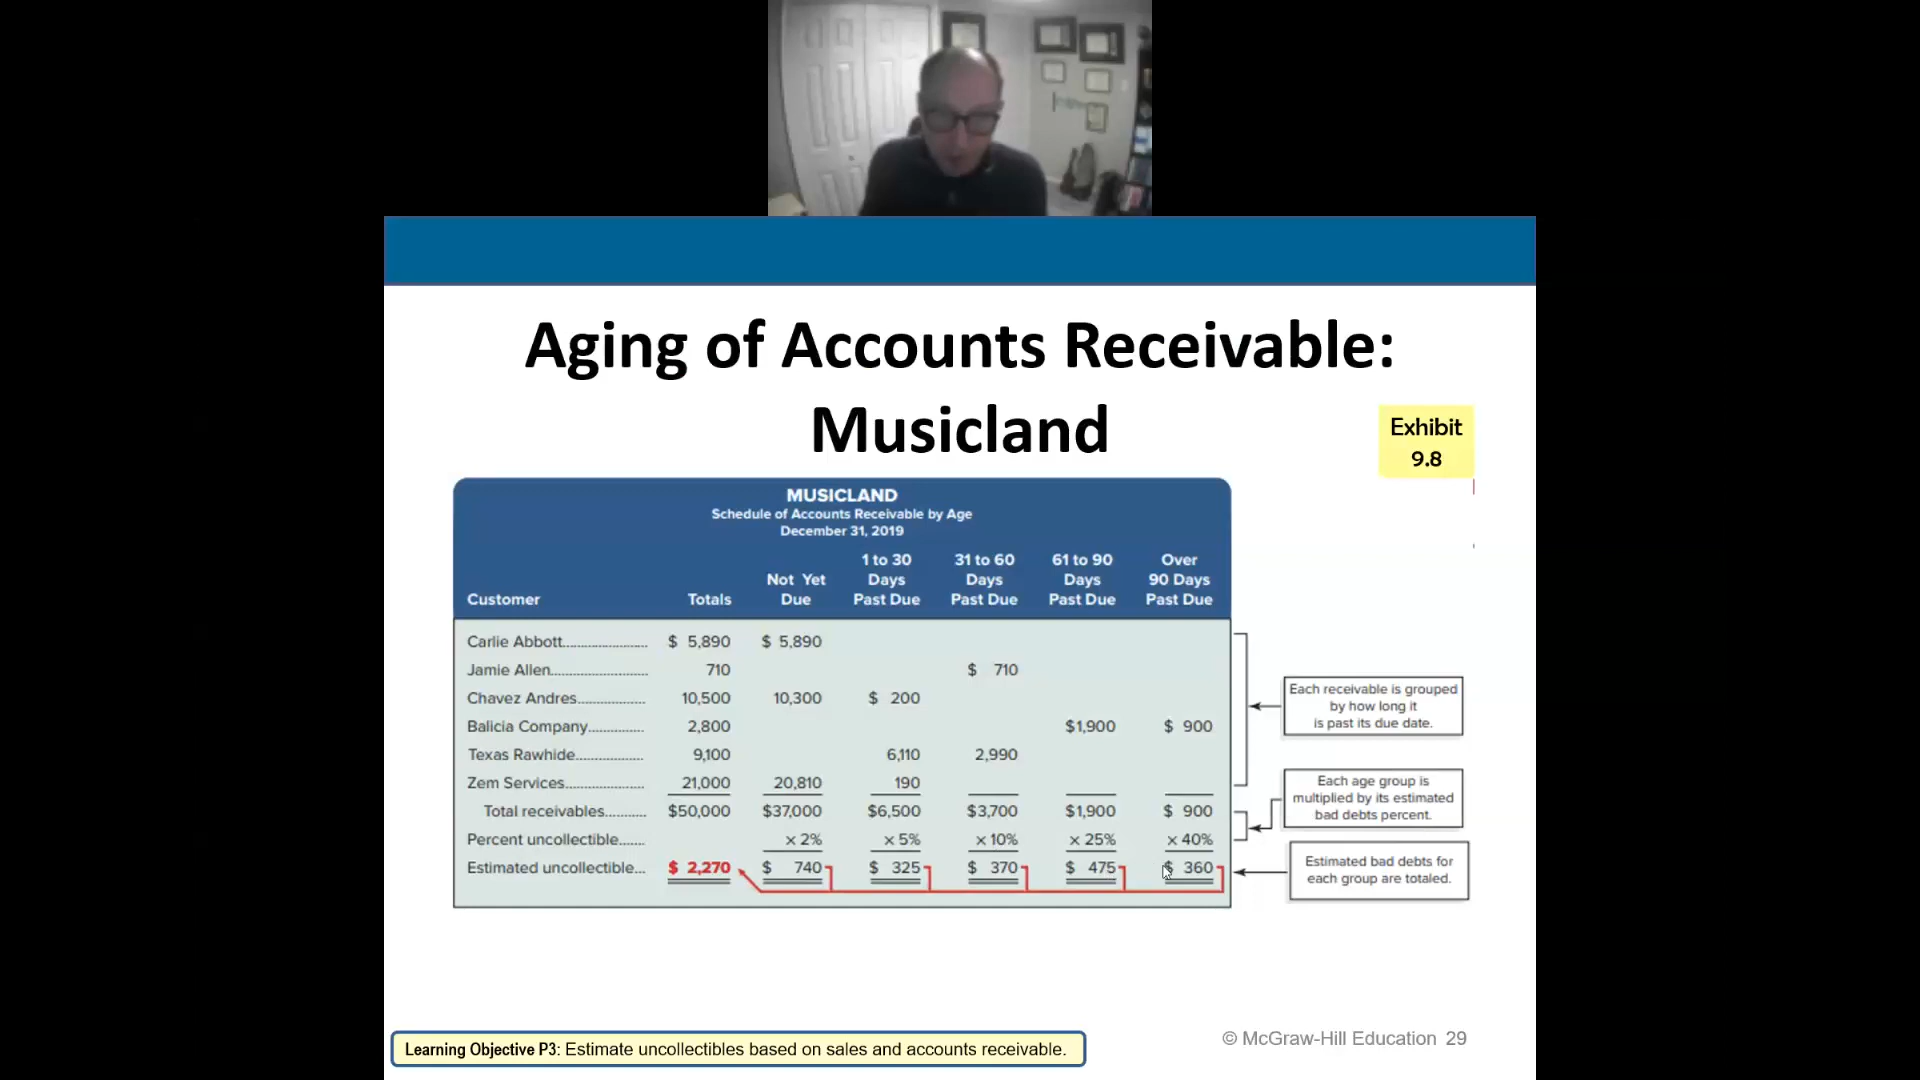 Aging of Accounts Receivable:
Musicland
Exhibit
9.8
MUSICLAND
Schedule of Accounts Receivable by Age
December 31, 2019
Customer Totals Not Yet Due 1 to 30 Days Past Due 31 to 60 Days Past Due 61 to 90 Days Past Due Over 90 Days Past Due
Carlie Abbott........................ $ 5,890 $ 5,890
Jamie Allen........................... 710 $ 710
Chavez Andres................... 10,500 10,300 $ 200
Balicia Company............... 2,800 $1,900 $ 900
Texas Rawhide................... 9,100 6,110 2,990
Zem Services....................... 21,000 20,810 190
Total receivables........... $50,000 $37,000 $6,500 $3,700 $1,900 $ 900
Percent uncollectible....... x 2% x 5% x 10% x 25% x 40%
Estimated uncollectible... $ 2,270 $ 740 $ 325 $ 370 $ 475 $ 360
Each receivable is grouped
by how long it
is past its due date.
Each age group is
multiplied by its estimated
bad debts percent.
Estimated bad debts for
each group are totaled.
Learning Objective P3: Estimate uncollectibles based on sales and accounts receivable.
© McGraw-Hill Education 29